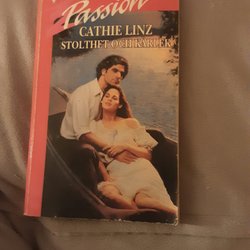 Passion
CATHIE LINZ
STOLTHET OCH KÄRLEK